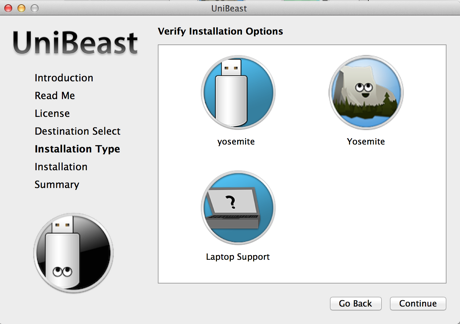 UniBeast
UniBeast
Verify Installation Options
Introduction
Read Me
License
Destination Select
Installation Type
Installation
Summary
yosemite
Yosemite
?
Laptop Support
Go Back
Continue